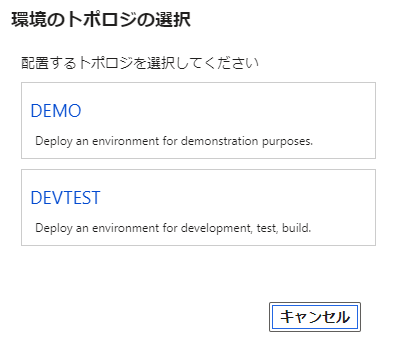 環境のトポロジの選択
配置するトポロジを選択してください
DEMO
Deploy an environment for demonstration purposes.
DEVTEST
Deploy an environment for development, test, build.
キャンセル